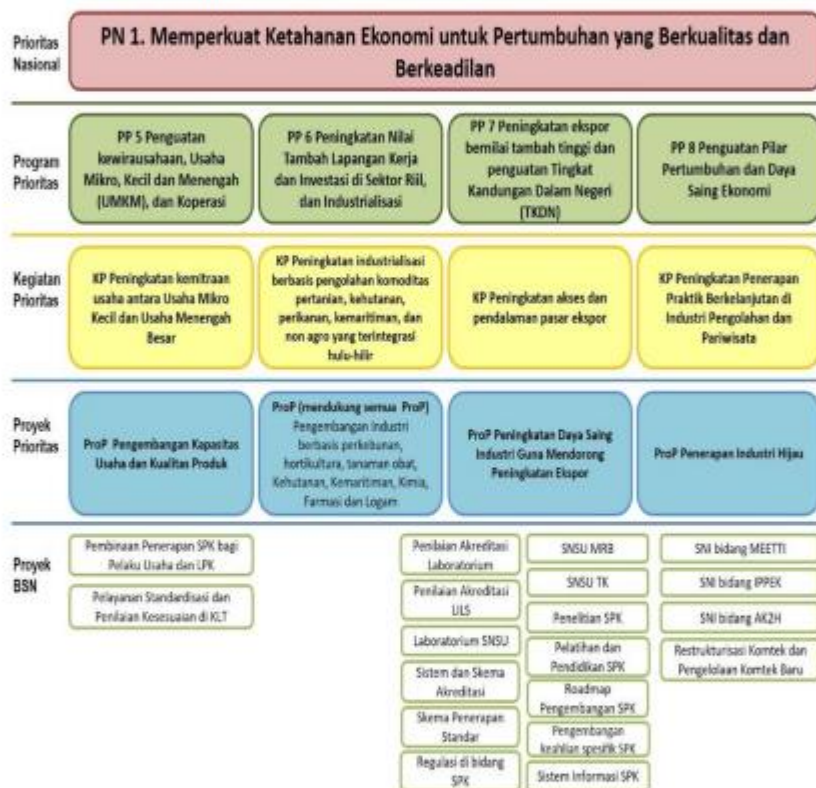 Prioritas
Nasional
PN 1. Memperkuat Ketahanan Ekonomi untuk Pertumbuhan yang Berkualitas dan
Berkeadilan
Program
Prioritas
PP 5 Penguatan
kewirausahaan, Usaha
Mikro, Kecil dan Menengah
(UMKM), dan Koperasi
PP 6 Peningkatan Nilai
Tambah Lapangan Kerja
dan Investasi di Sektor Riil,
dan Industrialisasi
PP 7 Peningkatan ekspor
bernilai tambah tinggi dan
penguatan Tingkat
Kandungan Dalam Negeri
(TKDN)
PP 8 Penguatan Pilar
Pertumbuhan dan Daya
Saing Ekonomi
Kegiatan
Prioritas
KP Peningkatan kemitraan
usaha antara Usaha Mikro
Kecil dan Usaha Menengah
Besar
KP Peningkatan industrialisasi
berbasis pengolahan komoditas
pertanian, kehutanan,
perikanan, kemaritiman, dan
non agro yang terintegrasi
hulu-hilir
KP Peningkatan akses dan
pendalaman pasar ekspor
KP Peningkatan Penerapan
Praktik Berkelanjutan di
Industri Pengolahan dan
Pariwisata
Proyek
Prioritas
ProP Pengembangan Kapasitas
Usaha dan Kualitas Produk
ProP (mendukung semua ProP)
Pengembangan Industri
berbasis perkebunan,
hortikultura, tanaman obat,
Kehutanan, Kemaritiman, Kimia,
Farmasi dan Logam
ProP Peningkatan Daya Saing
Industri Guna Mendorong
Peningkatan Ekspor
ProP Penerapan Industri Hijau
Proyek
BSN
Pembinaan Penerapan SPK bagi
Pelaku Usaha dan LPK
Pelayanan Standardisasi dan
Penilaian Kesesuaian di KLT
Penilaian Akreditasi
Laboratorium
Penilaian Akreditasi
LILS
Laboratorium SNSU
Sistem dan Skema
Akreditasi
Skema Penerapan
Standar
Regulasi di bidang
SPK
SNSU MRB
SNSU TK
Penelitian SPK
Pelatihan dan
Pendidikan SPK
Roadmap
Pengembangan SPK
Pengembangan
keahlian spesifik SPK
Sistem Informasi SPK
SNI bidang MEETTI
SNI bidang IPPEK
SNI bidang AK2H
Restrukturisasi Komtek dan
Pengelolaan Komtek Baru